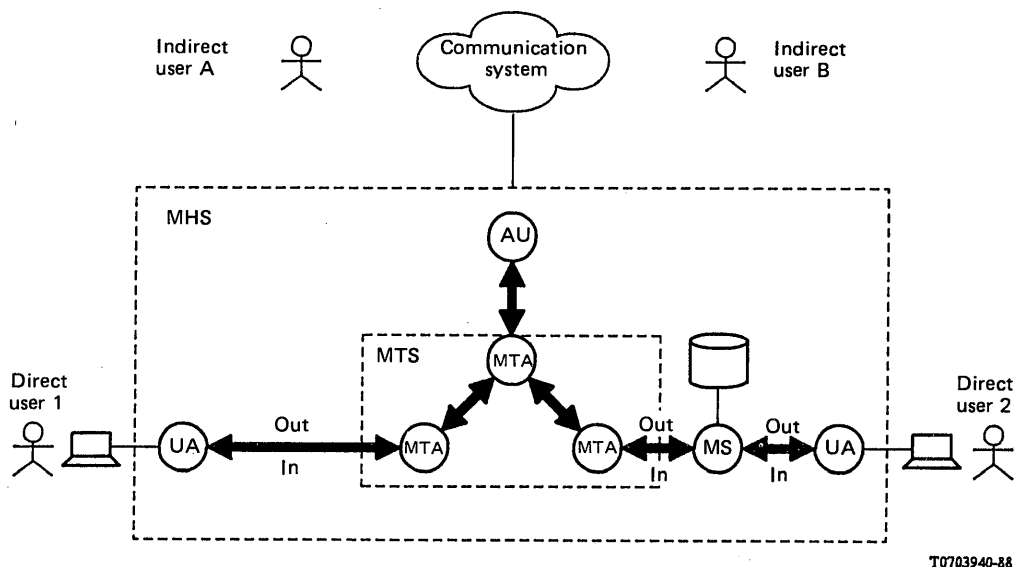 Indirect
user A
Communication
system
Indirect
user B
MHS
AU
MTS
MTA
Direct
user 1
Direct
user 2
UA
Out
In
MTA
MTA
Out
In
MS
Out
In
UA
T0703940-88